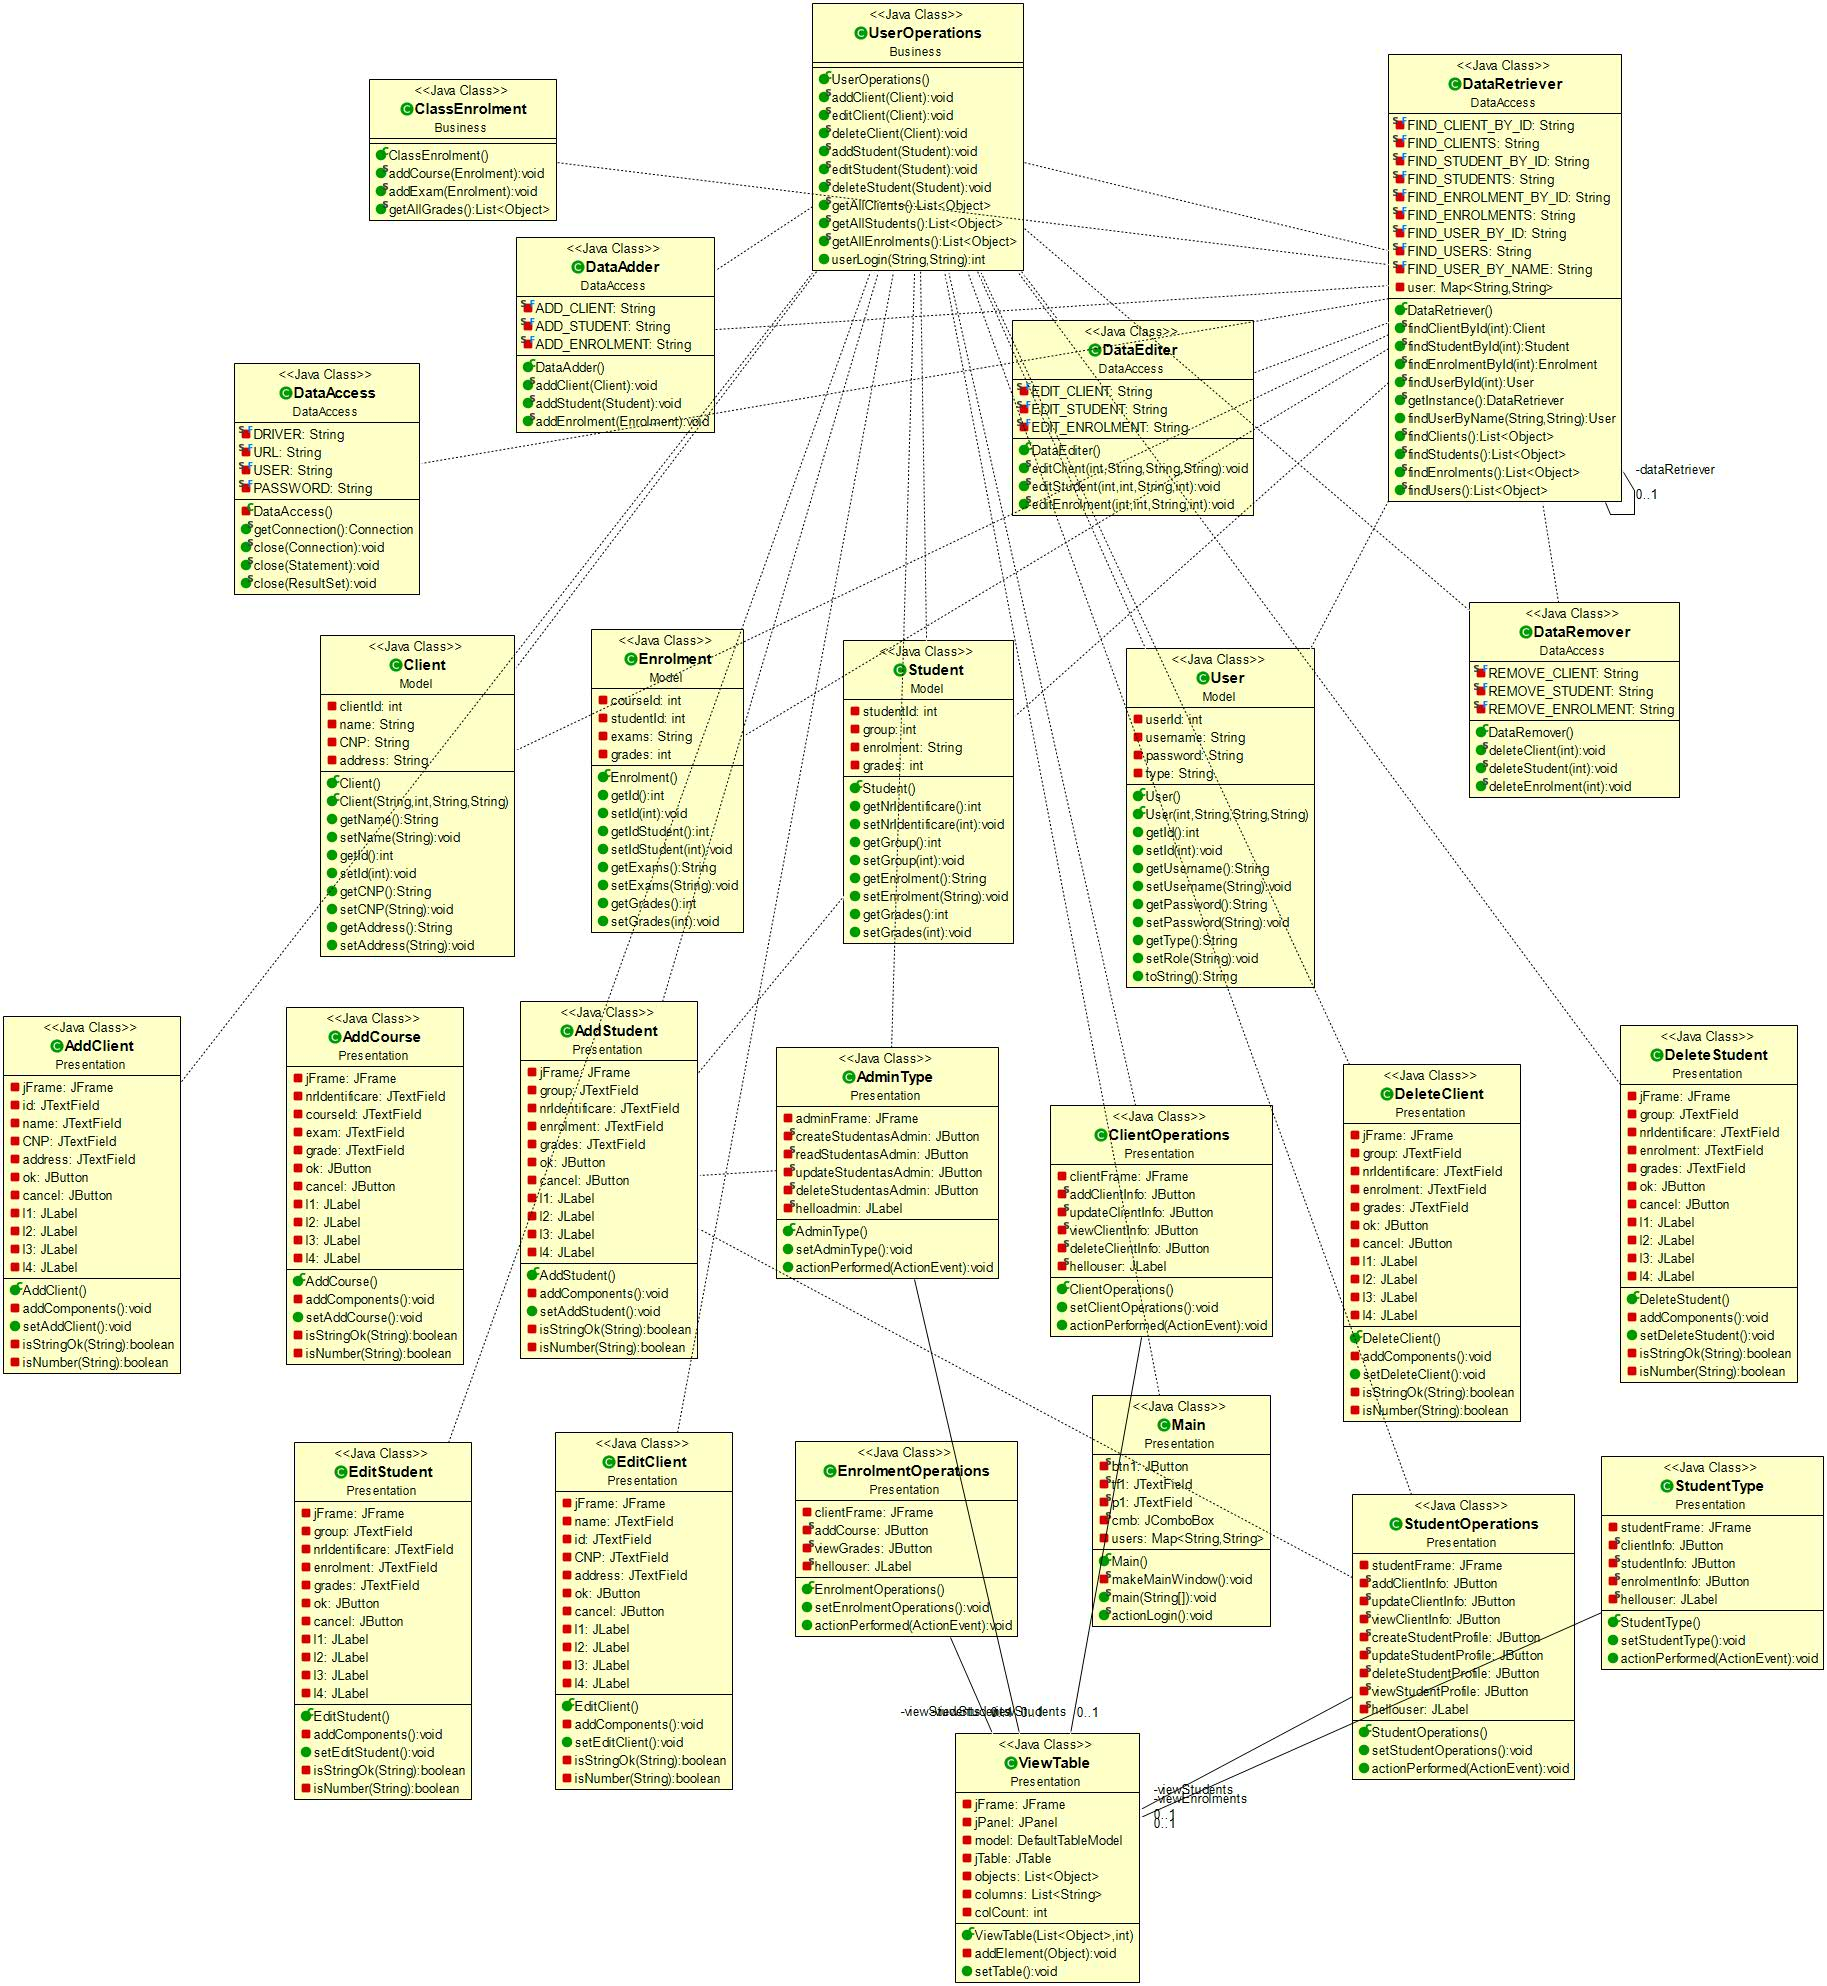 <<Java Class>>
UserOperations
Business
UserOperations()
addClient(Client):void
editClient(Client):void
deleteClient(Client):void
addStudent(Student):void
editStudent(Student):void
deleteStudent(Student):void
getAllClients():List<Object>
getAllStudents():List<Object>
getAllEnrolments():List<Object>
userLogin(String,String):int
<<Java Class>>
DataRetriever
DataAccess
FIND_CLIENT_BY_ID: String
FIND_CLIENTS: String
FIND_STUDENT_BY_ID: String
FIND_STUDENTS: String
FIND_ENROLMENT_BY_ID: String
FIND_ENROLMENTS: String
FIND_USER_BY_ID: String
FIND_USERS: String
FIND_USER_BY_NAME: String
user: Map<String,String>
DataRetriever()
findClientById(int):Client
findStudentById(int):Student
findEnrolmentById(int):Enrolment
findUserById(int):User
getInstance():DataRetriever
findUserByName(String,String):User
findClients():List<Object>
findStudents():List<Object>
findEnrolments():List<Object>
findUsers():List<Object>
-dataRetriever
0..1
<<Java Class>>
ClassEnrolment
Business
ClassEnrolment()
addCourse(Enrolment):void
addExam(Enrolment):void
getAllGrades():List<Object>
<<Java Class>>
DataAdder
DataAccess
ADD_CLIENT: String
ADD_STUDENT: String
ADD_ENROLMENT: String
DataAdder()
addClient(Client):void
addStudent(Student):void
addEnrolment(Enrolment):void
<<Java Class>>
DataEditer
DataAccess
EDIT_CLIENT: String
EDIT_STUDENT: String
EDIT_ENROLMENT: String
DataEditer()
editClient(int,String,String,String):void
editStudent(int,int,String,int):void
editEnrolment(int,int,String,int):void
<<Java Class>>
DataAccess
DataAccess
DRIVER: String
URL: String
USER: String
PASSWORD: String
DataAccess()
getConnection():Connection
close(Connection):void
close(Statement):void
close(ResultSet):void
<<Java Class>>
DataRemover
DataAccess
REMOVE_CLIENT: String
REMOVE_STUDENT: String
REMOVE_ENROLMENT: String
DataRemover()
deleteClient(int):void
deleteStudent(int):void
deleteEnrolment(int):void
<<Java Class>>
Client
Model
clientId: int
name: String
CNP: String
address: String
Client()
Client(String,int,String,String)
getName():String
setName(String):void
getId():int
setId(int):void
getCNP():String
setCNP(String):void
getAddress():String
setAddress(String):void
<<Java Class>>
Enrolment
Model
courseId: int
studentId: int
exams: String
grades: int
Enrolment()
getId():int
setId(int):void
getIdStudent():int
setIdStudent(int):void
getExams():String
setExams(String):void
getGrades():int
setGrades(int):void
<<Java Class>>
Student
Model
studentId: int
group: int
enrolment: String
grades: int
Student()
getNrIdentificare():int
setNrIdentificare(int):void
getGroup():int
setGroup(int):void
getEnrolment():String
setEnrolment(String):void
getGrades():int
setGrades(int):void
<<Java Class>>
User
Model
userId: int
username: String
password: String
type: String
User()
User(int,String,String,String)
getId():int
setId(int):void
getUsername():String
setUsername(String):void
getPassword():String
setPassword(String):void
getType():String
setRole(String):void
toString():String
<<Java Class>>
AddClient
Presentation
jFrame: JFrame
id: JTextField
name: JTextField
CNP: JTextField
address: JTextField
ok: JButton
cancel: JButton
l1: JLabel
l2: JLabel
l3: JLabel
l4: JLabel
AddClient()
addComponents():void
setAddClient():void
isStringOk(String):boolean
isNumber(String):boolean
<<Java Class>>
AddCourse
Presentation
jFrame: JFrame
nrIdentificare: JTextField
courseId: JTextField
exam: JTextField
grade: JTextField
ok: JButton
cancel: JButton
l1: JLabel
l2: JLabel
l3: JLabel
l4: JLabel
AddCourse()
addComponents():void
setAddCourse():void
isStringOk(String):boolean
isNumber(String):boolean
<<Java Class>>
AddStudent
Presentation
jFrame: JFrame
group: JTextField
nrIdentificare: JTextField
enrolment: JTextField
grades: JTextField
ok: JButton
cancel: JButton
l1: JLabel
l2: JLabel
l3: JLabel
l4: JLabel
AddStudent()
addComponents():void
setAddStudent():void
isStringOk(String):boolean
isNumber(String):boolean
<<Java Class>>
AdminType
Presentation
adminFrame: JFrame
createStudentasAdmin: JButton
readStudentasAdmin: JButton
updateStudentasAdmin: JButton
deleteStudentasAdmin: JButton
helloadmin: JLabel
AdminType()
setAdminType():void
actionPerformed(ActionEvent):void
<<Java Class>>
ClientOperations
Presentation
clientFrame: JFrame
addClientInfo: JButton
updateClientInfo: JButton
viewClientInfo: JButton
deleteClientInfo: JButton
hellouser: JLabel
ClientOperations()
setClientOperations():void
actionPerformed(ActionEvent):void
<<Java Class>>
DeleteClient
Presentation
jFrame: JFrame
group: JTextField
nrIdentificare: JTextField
enrolment: JTextField
grades: JTextField
ok: JButton
cancel: JButton
l1: JLabel
l2: JLabel
l3: JLabel
l4: JLabel
DeleteClient()
addComponents():void
setDeleteClient():void
isStringOk(String):boolean
isNumber(String):boolean
<<Java Class>>
DeleteStudent
Presentation
jFrame: JFrame
group: JTextField
nrIdentificare: JTextField
enrolment: JTextField
grades: JTextField
ok: JButton
cancel: JButton
l1: JLabel
l2: JLabel
l3: JLabel
l4: JLabel
DeleteStudent()
addComponents():void
setDeleteStudent():void
isStringOk(String):boolean
isNumber(String):boolean
<<Java Class>>
EditStudent
Presentation
jFrame: JFrame
group: JTextField
nrIdentificare: JTextField
enrolment: JTextField
grades: JTextField
ok: JButton
cancel: JButton
l1: JLabel
l2: JLabel
l3: JLabel
l4: JLabel
EditStudent()
addComponents():void
setEditStudent():void
isStringOk(String):boolean
isNumber(String):boolean
<<Java Class>>
EditClient
Presentation
jFrame: JFrame
name: JTextField
id: JTextField
CNP: JTextField
address: JTextField
ok: JButton
cancel: JButton
l1: JLabel
l2: JLabel
l3: JLabel
l4: JLabel
EditClient()
addComponents():void
setEditClient():void
isStringOk(String):boolean
isNumber(String):boolean
<<Java Class>>
EnrolmentOperations
Presentation
clientFrame: JFrame
addCourse: JButton
viewGrades: JButton
hellouser: JLabel
EnrolmentOperations()
setEnrolmentOperations():void
actionPerformed(ActionEvent):void
<<Java Class>>
Main
Presentation
btn1: JButton
tf1: JTextField
p1: JTextField
cmb: JComboBox
users: Map<String,String>
Main()
makeMainWindow():void
main(String[]):void
actionLogin():void
<<Java Class>>
StudentOperations
Presentation
studentFrame: JFrame
addClientInfo: JButton
updateClientInfo: JButton
viewClientInfo: JButton
createStudentProfile: JButton
updateStudentProfile: JButton
deleteStudentProfile: JButton
viewStudentProfile: JButton
hellouser: JLabel
StudentOperations()
setStudentOperations():void
actionPerformed(ActionEvent):void
<<Java Class>>
StudentType
Presentation
studentFrame: JFrame
clientInfo: JButton
studentInfo: JButton
enrolmentInfo: JButton
hellouser: JLabel
StudentType()
setStudentType():void
actionPerformed(ActionEvent):void
0..1
0..1
<<Java Class>>
ViewTable
Presentation
jFrame: JFrame
jPanel: JPanel
model: DefaultTableModel
jTable: JTable
objects: List<Object>
columns: List<String>
colCount: int
ViewTable(List<Object>,int)
addElement(Object):void
setTable():void
-viewStudents
-viewEnrolments
0..1
0..1